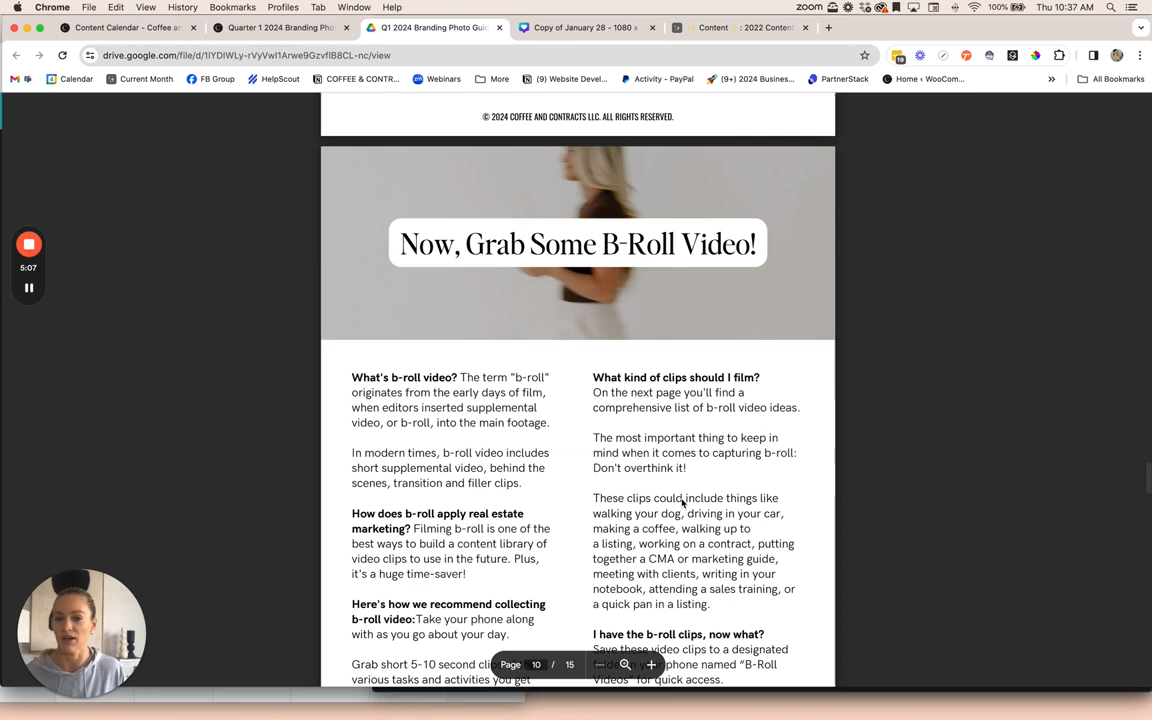 Chrome File Edit View History Bookmarks Profiles Tab Window Help zoom 100% Thu Jan 25 10:37 AM
Content Calendar - Coffee an
Quarter 1 2024 Branding Phot
Q1 2024 Branding Photo Guid
Copy of January 28 - 1080 x
Content : 2022 Content
19
All Bookmarks
M Calendar Current Month FB Group HelpScout COFFEE & CONTR... Webinars More (9) Website Devel... Activity - PayPal (9+) 2024 Busines... PartnerStack Home ‹ WooCom...
© 2024 COFFEE AND CONTRACTS LLC. ALL RIGHTS RESERVED.
Now, Grab Some B-Roll Video!
5:07
What's b-roll video? The term "b-roll"
originates from the early days of film,
when editors inserted supplemental
video, or b-roll, into the main footage.
In modern times, b-roll video includes
short supplemental video, behind the
scenes, transition and filler clips.
How does b-roll apply real estate
marketing? Filming b-roll is one of the
best ways to build a content library of
video clips to use in the future. Plus,
it's a huge time-saver!
Here's how we recommend collecting
b-roll video:Take your phone along
with as you go about your day.
Grab short 5-10 second clip
various tasks and activities you get
What kind of clips should I film?
On the next page you'll find a
comprehensive list of b-roll video ideas.
The most important thing to keep in
mind when it comes to capturing b-roll:
Don't overthink it!
These clips could include things like
walking your dog, driving in your car,
making a coffee, walking up to
a listing, working on a contract, putting
together a CMA or marketing guide,
meeting with clients, writing in your
notebook, attending a sales training, or
a quick pan in a listing.
I have the b-roll clips, now what?
Save these video clips to a designated
phone named "B-Roll
Videos" for quick access.
Page 10 / 15